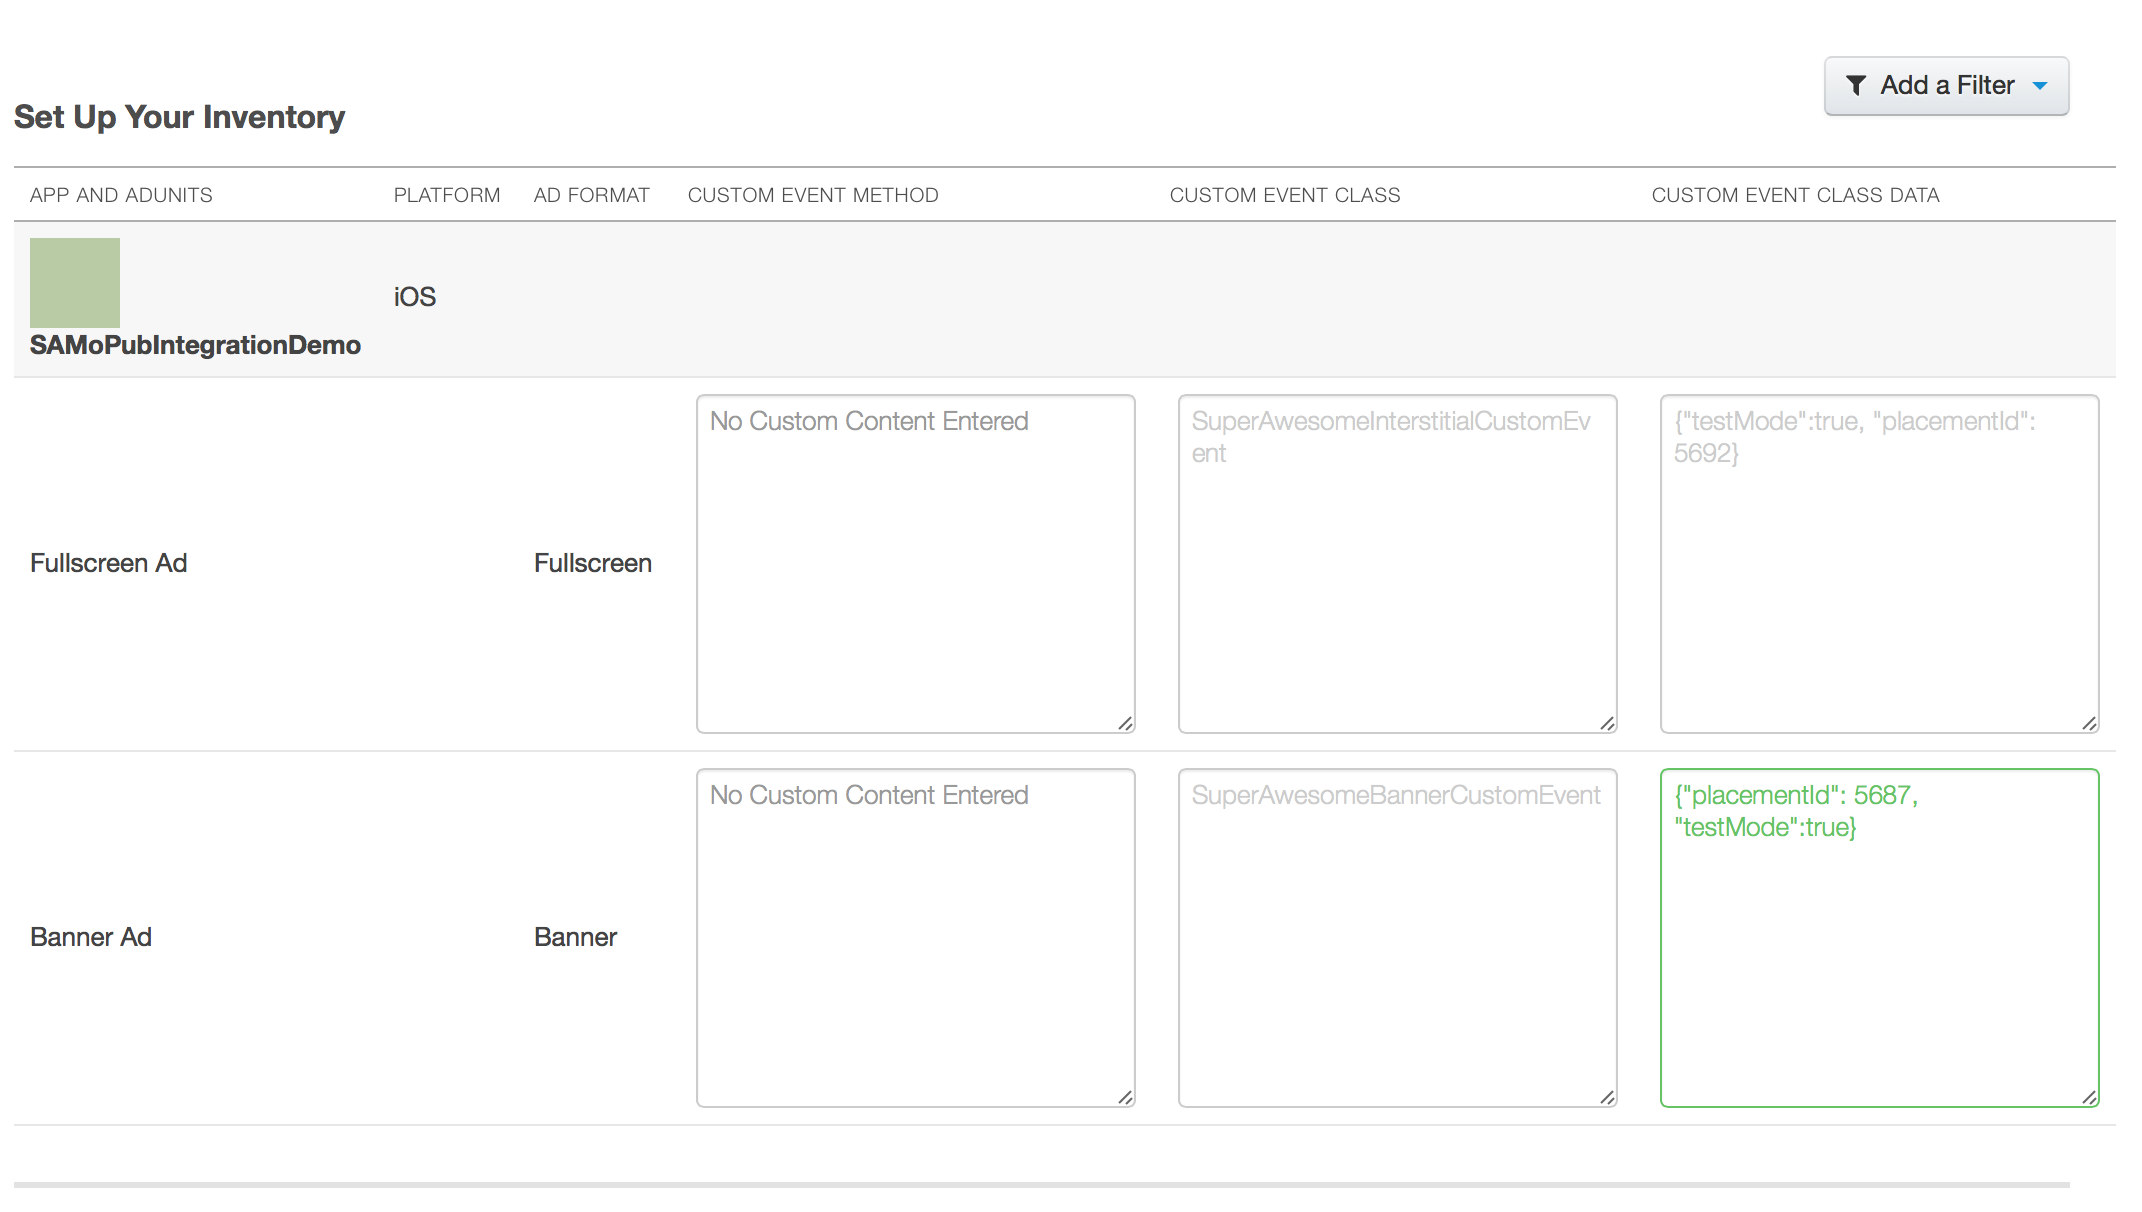 Add a Filter
Set Up Your Inventory
APP AND ADUNITS PLATFORM AD FORMAT CUSTOM EVENT METHOD CUSTOM EVENT CLASS CUSTOM EVENT CLASS DATA
iOS
SAMoPubIntegrationDemo
No Custom Content Entered
SuperAwesomeInterstitialCustomEv
ent
{"testMode":true, "placementId":
5692}
Fullscreen Ad Fullscreen
No Custom Content Entered
SuperAwesomeBannerCustomEvent
{"placementId": 5687,
"testMode":true}
Banner Ad Banner